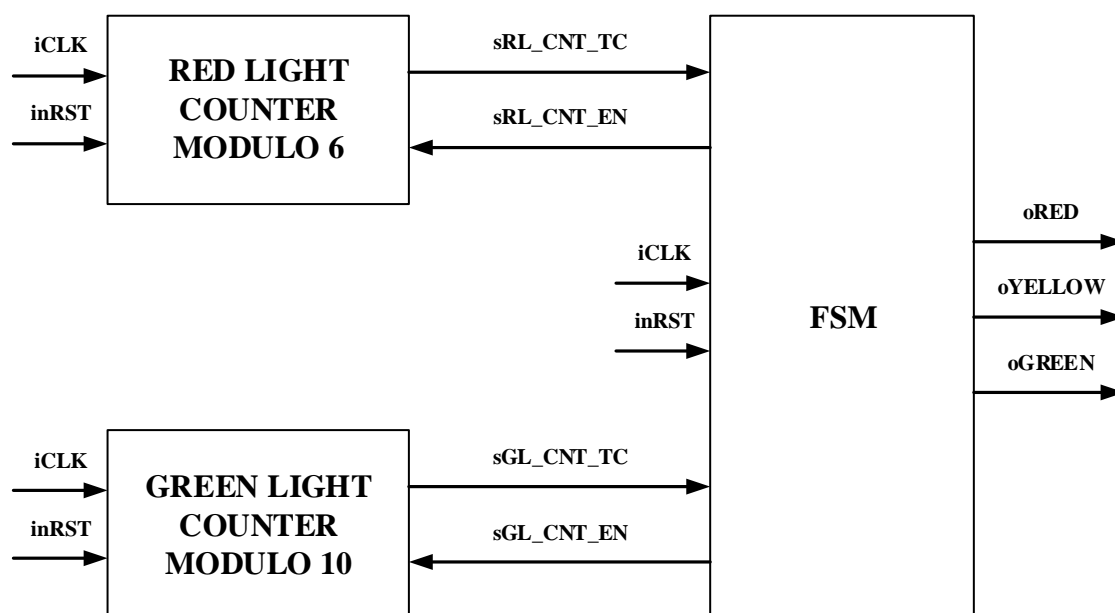 iCLK
inRST
RED LIGHT
COUNTER
MODULO 6
sRL_CNT_TC
sRL_CNT_EN
iCLK
inRST
FSM
oRED
oYELLOW
oGREEN
iCLK
inRST
GREEN LIGHT
COUNTER
MODULO 10
sGL_CNT_TC
sGL_CNT_EN